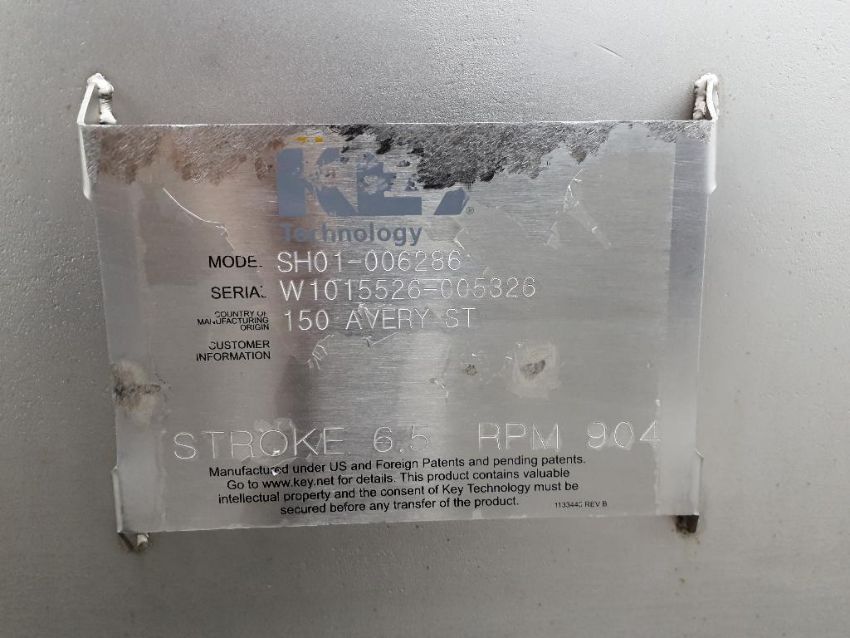 KEY®
Technology
MODEL SH01-006286
SERIAL W1015526-005326
COUNTRY OF
MANUFACTURING
ORIGIN 150 AVERY ST
CUSTOMER
INFORMATION
STROKE 6.5 RPM 904
Manufactured under US and Foreign Patents and pending patents.
Go to www.key.net for details. This product contains valuable
intellectual property and the consent of Key Technology must be
secured before any transfer of the product.
1133440 REV B